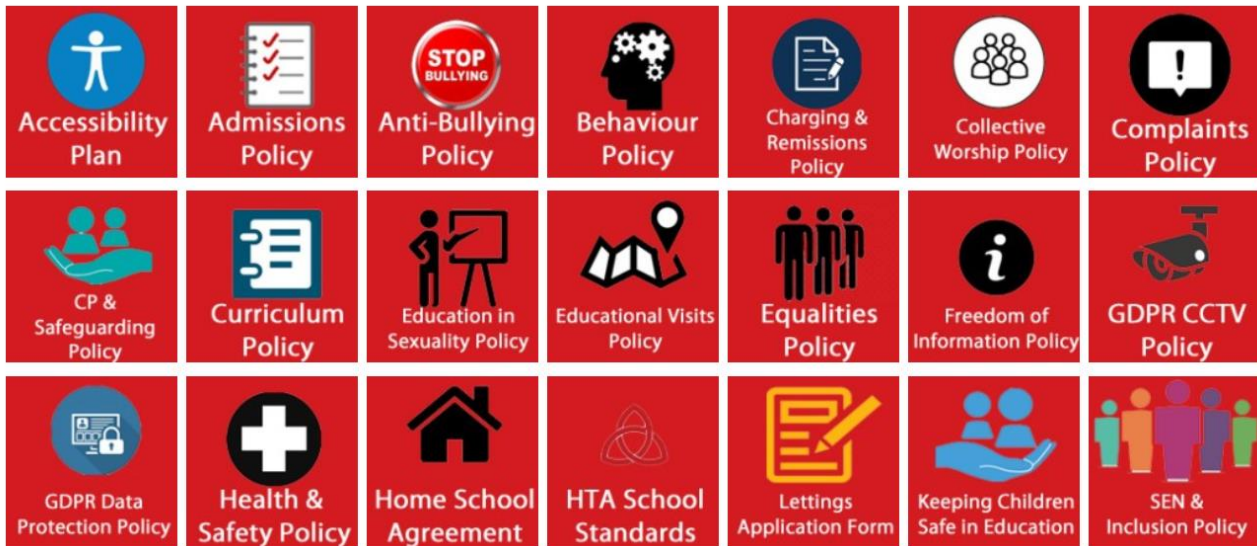 Accessibility
Plan
Admissions
Policy
STOP
BULLYING
Anti-Bullying
Policy
Behaviour
Policy
Charging &
Remissions
Policy
Collective
Worship Policy
!
Complaints
Policy
CP &
Safeguarding
Policy
Curriculum
Policy
Education in
Sexuality Policy
Educational Visits
Policy
Equalities
Policy
i
Freedom of
Information Policy
GDPR CCTV
Policy
GDPR Data
Protection Policy
Health &
Safety Policy
Home School
Agreement
HTA School
Standards
Lettings
Application Form
Keeping Children
Safe in Education
SEN &
Inclusion Policy